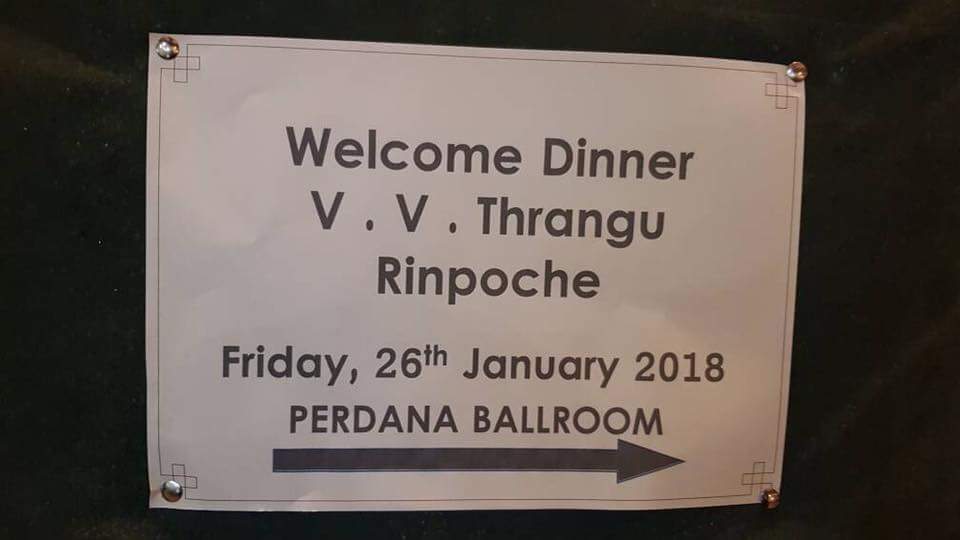 Welcome Dinner
V . V . Thrangu
Rinpoche
Friday, 26th January 2018
PERDANA BALLROOM